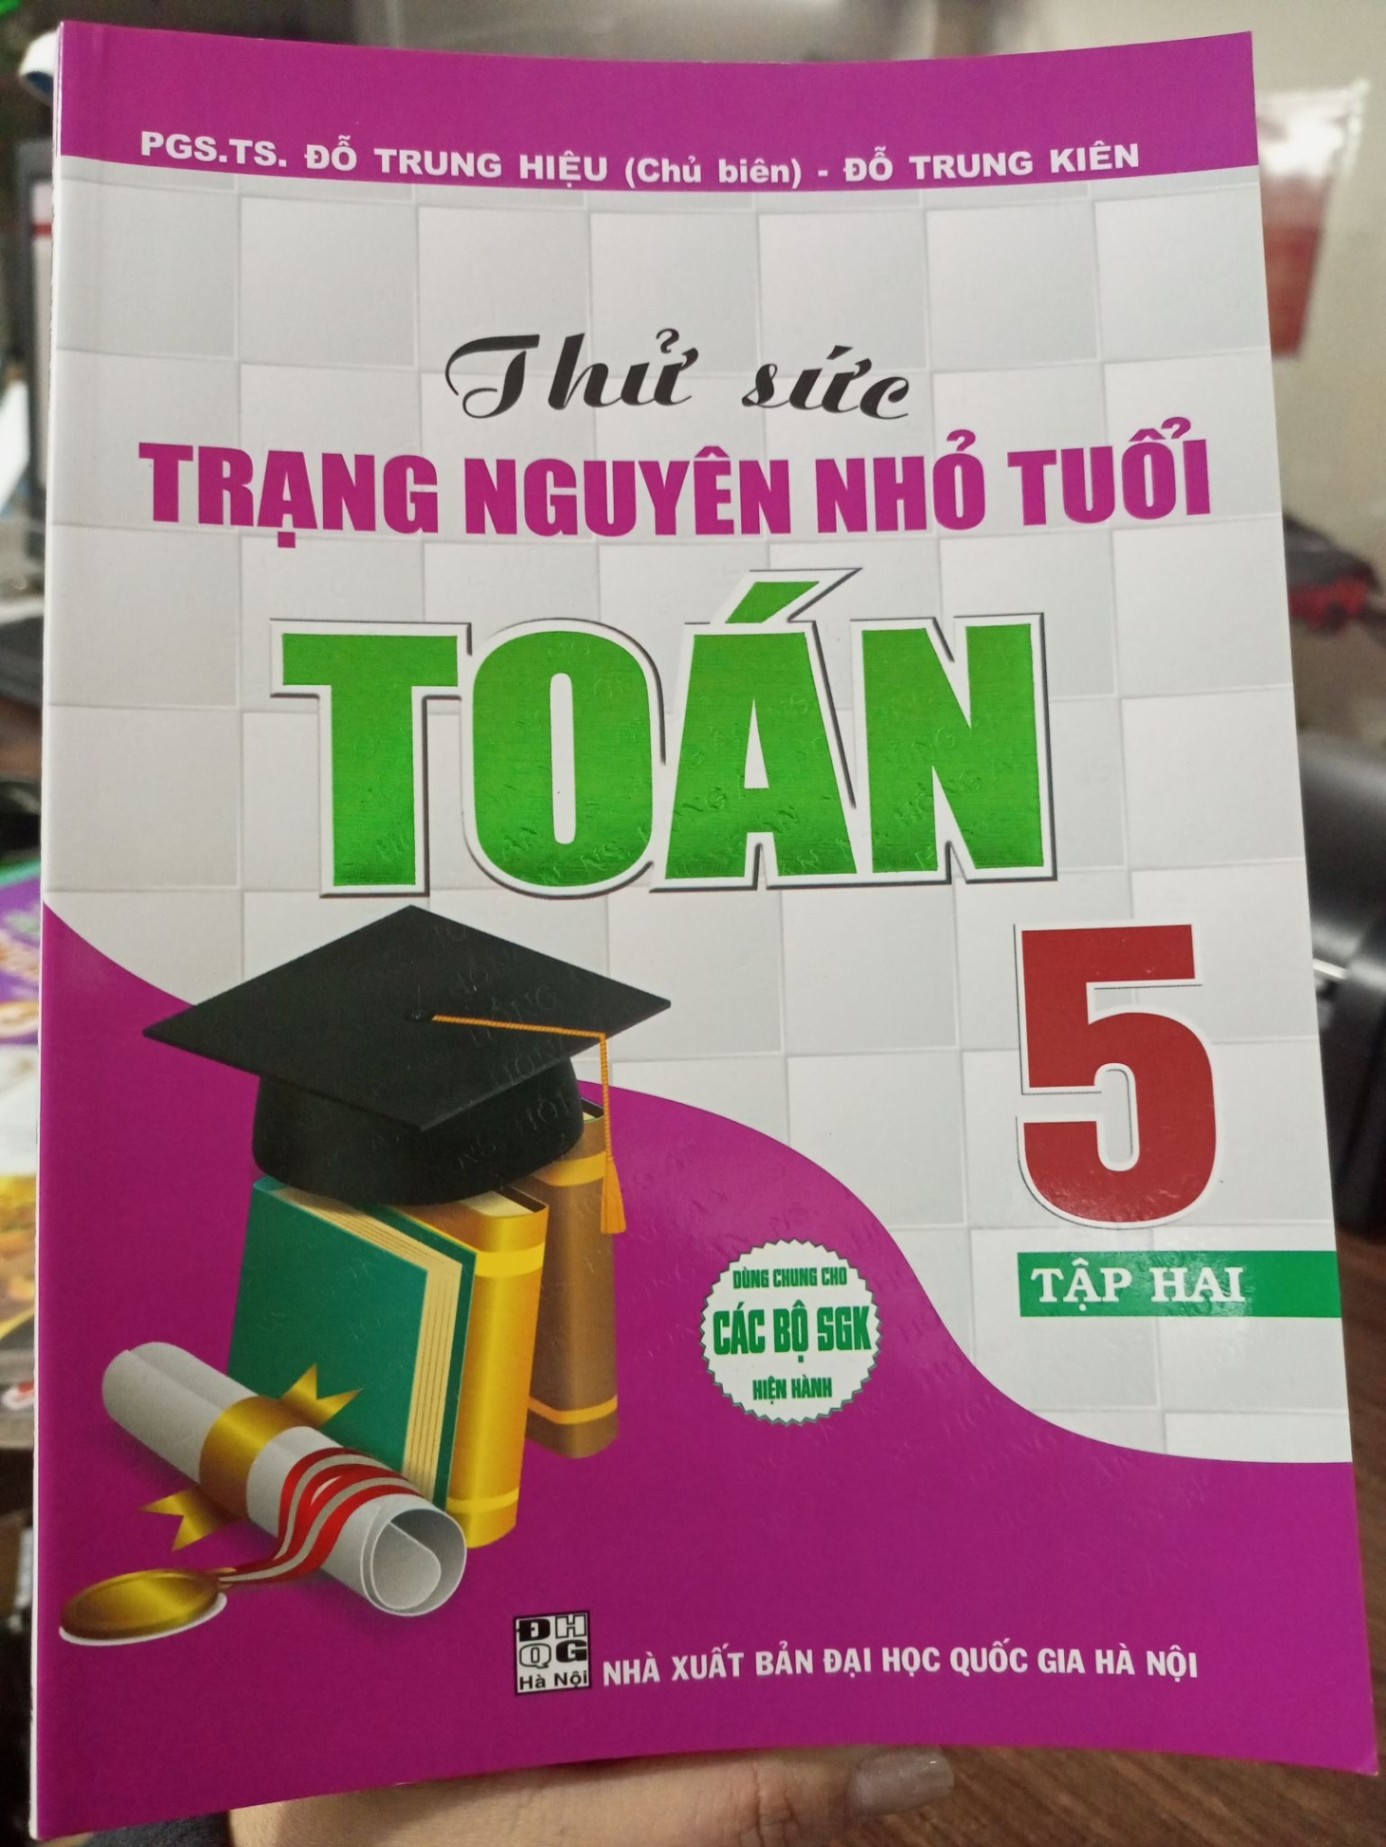 PGS.TS. ĐỖ TRUNG HIỆU (Chủ biên) - ĐỖ TRUNG KIÊN
Thử sức
TRẠNG NGUYÊN NHỎ TUỔI
TOÁN
5
TẬP HAI
DÙNG CHUNG CHO
CÁC BỘ SGK
HIỆN HÀNH
ĐH
QG
Hà Nội
NHÀ XUẤT BẢN ĐẠI HỌC QUỐC GIA HÀ NỘI